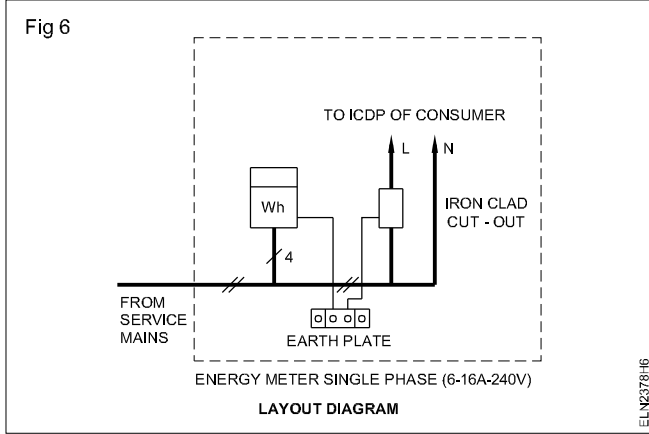 Fig 6
TO ICDP OF CONSUMER
L N
Wh
IRON CLAD
CUT - OUT
4
FROM
SERVICE
MAINS
EARTH PLATE
ENERGY METER SINGLE PHASE (6-16A-240V)
LAYOUT DIAGRAM
ELN2378H6